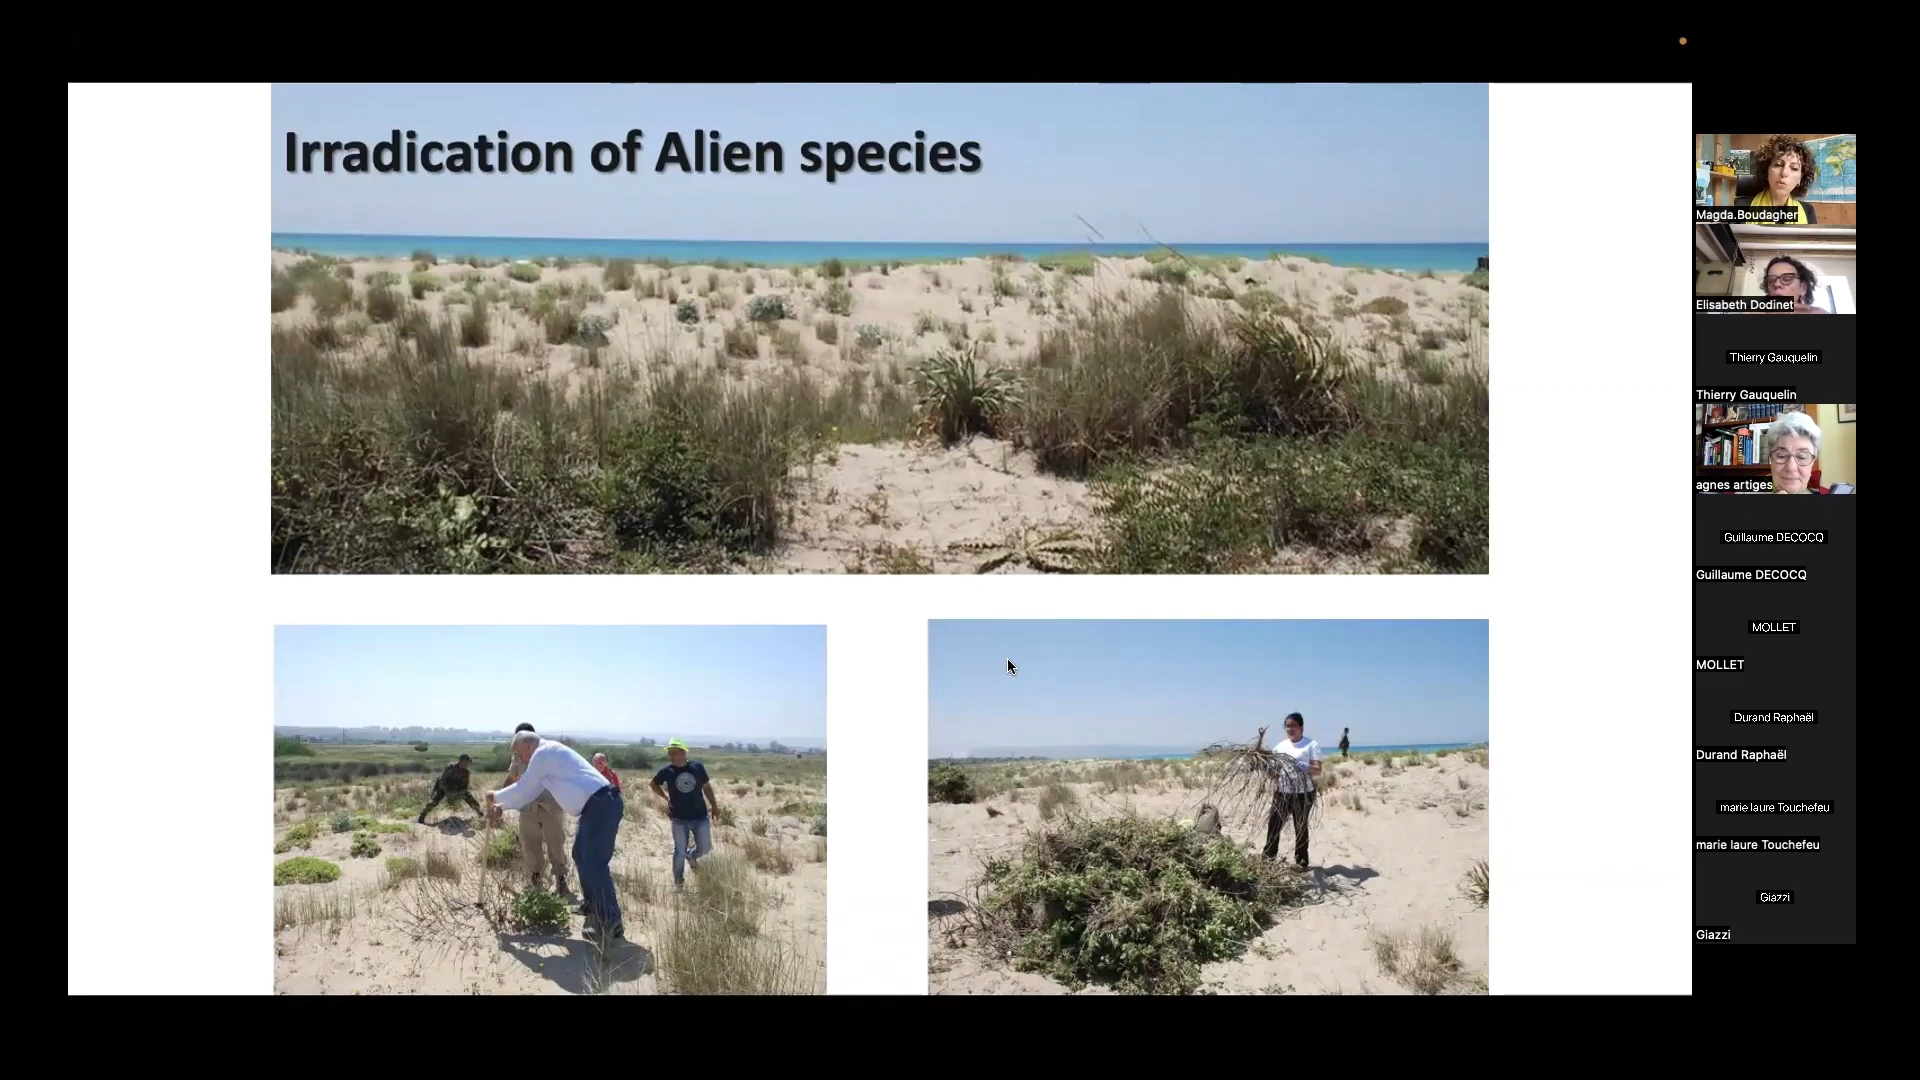 Irradication of Alien species
Magda.Boudagher
Elisabeth Dodinet
Thierry Gauquelin
Thierry Gauquelin
agnes artiges
Guillaume DECOCQ
Guillaume DECOCQ
MOLLET
MOLLET
Durand Raphaël
Durand Raphaël
marie laure Touchefeu
marie laure Touchefeu
Giazzi
Giazzi